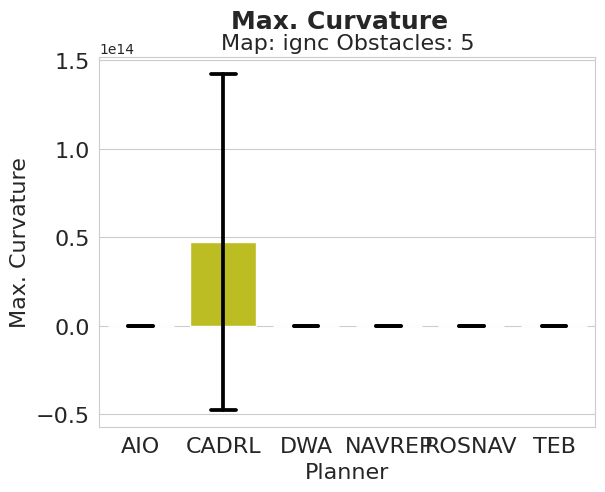 Max. Curvature
Map: ignc Obstacles: 5
1e14
1.5
1.0
0.5
0.0
−0.5
Max. Curvature
AIO CADRL DWA NAVREP ROSNAV TEB
Planner